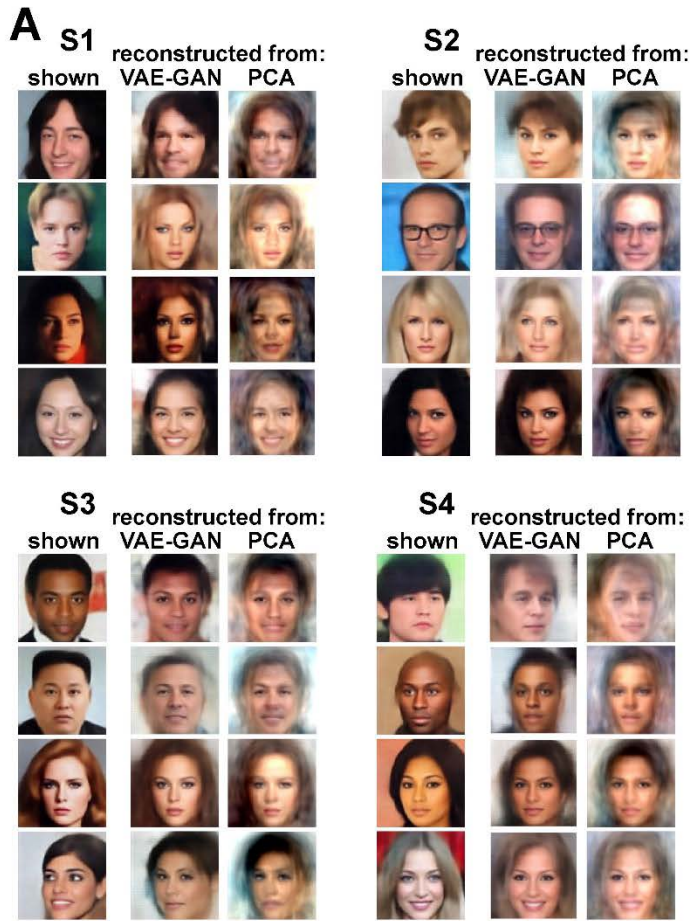 A
S1
reconstructed from:
shown VAE-GAN PCA
S2
reconstructed from:
shown VAE-GAN PCA
S3
reconstructed from:
shown VAE-GAN PCA
S4
reconstructed from:
shown VAE-GAN PCA